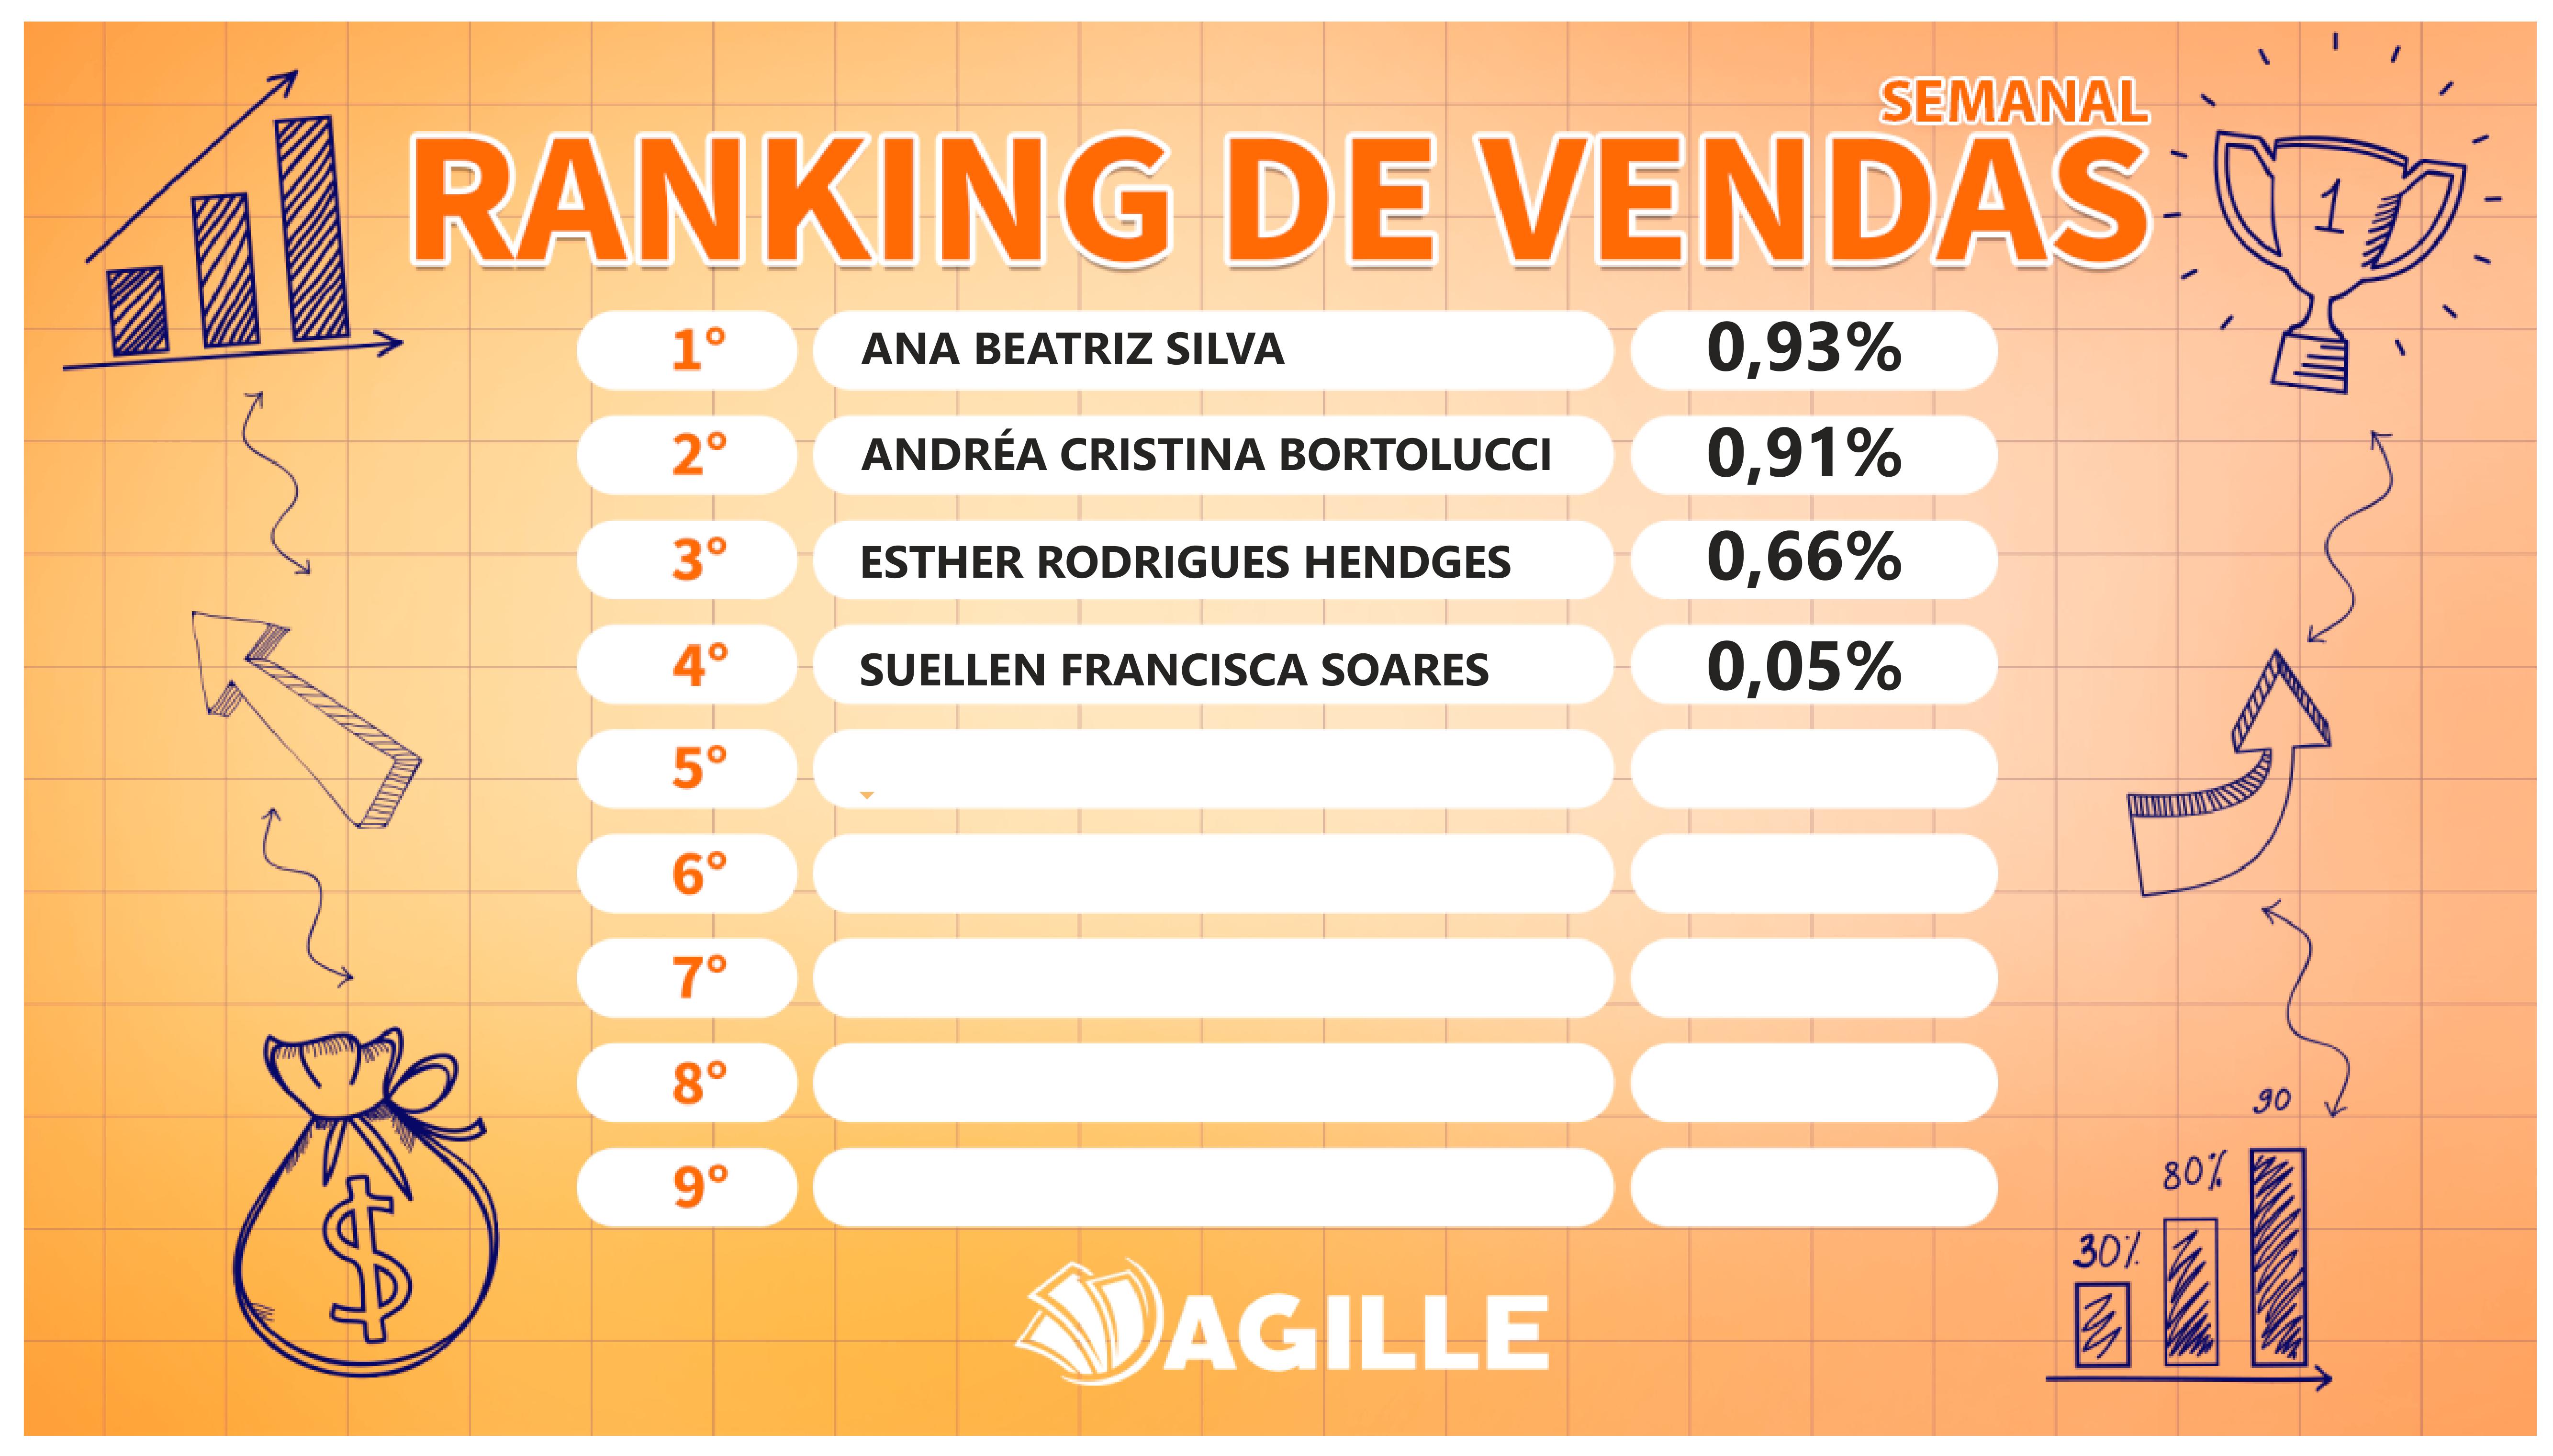 SEMANAL
RANKING DE VENDAS
1
1° ANA BEATRIZ SILVA 0,93%
2° ANDRÉA CRISTINA BORTOLUCCI 0,91%
3° ESTHER RODRIGUES HENDGES 0,66%
4° SUELLEN FRANCISCA SOARES 0,05%
5°
6°
7°
8°
9°
90
80%
30%
$
AGILLE